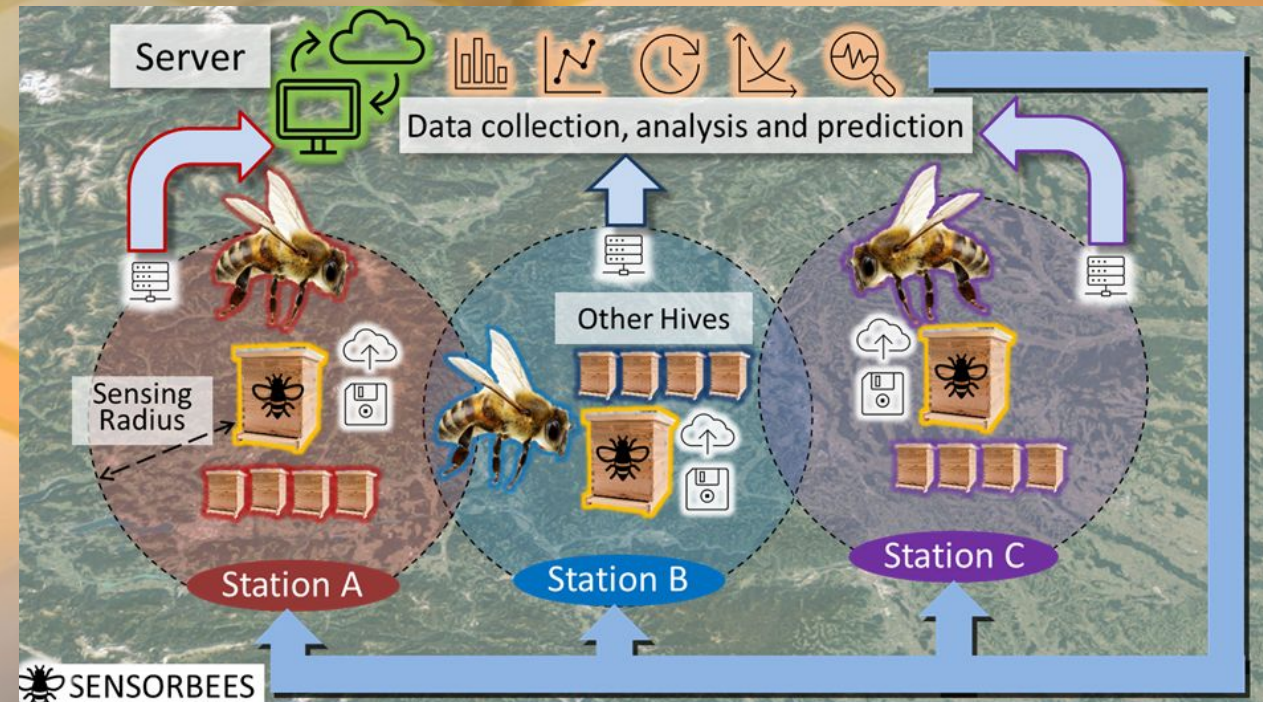 Server
Data collection, analysis and prediction
Other Hives
Sensing
Radius
Station A
Station B
Station C
SENSORBEES